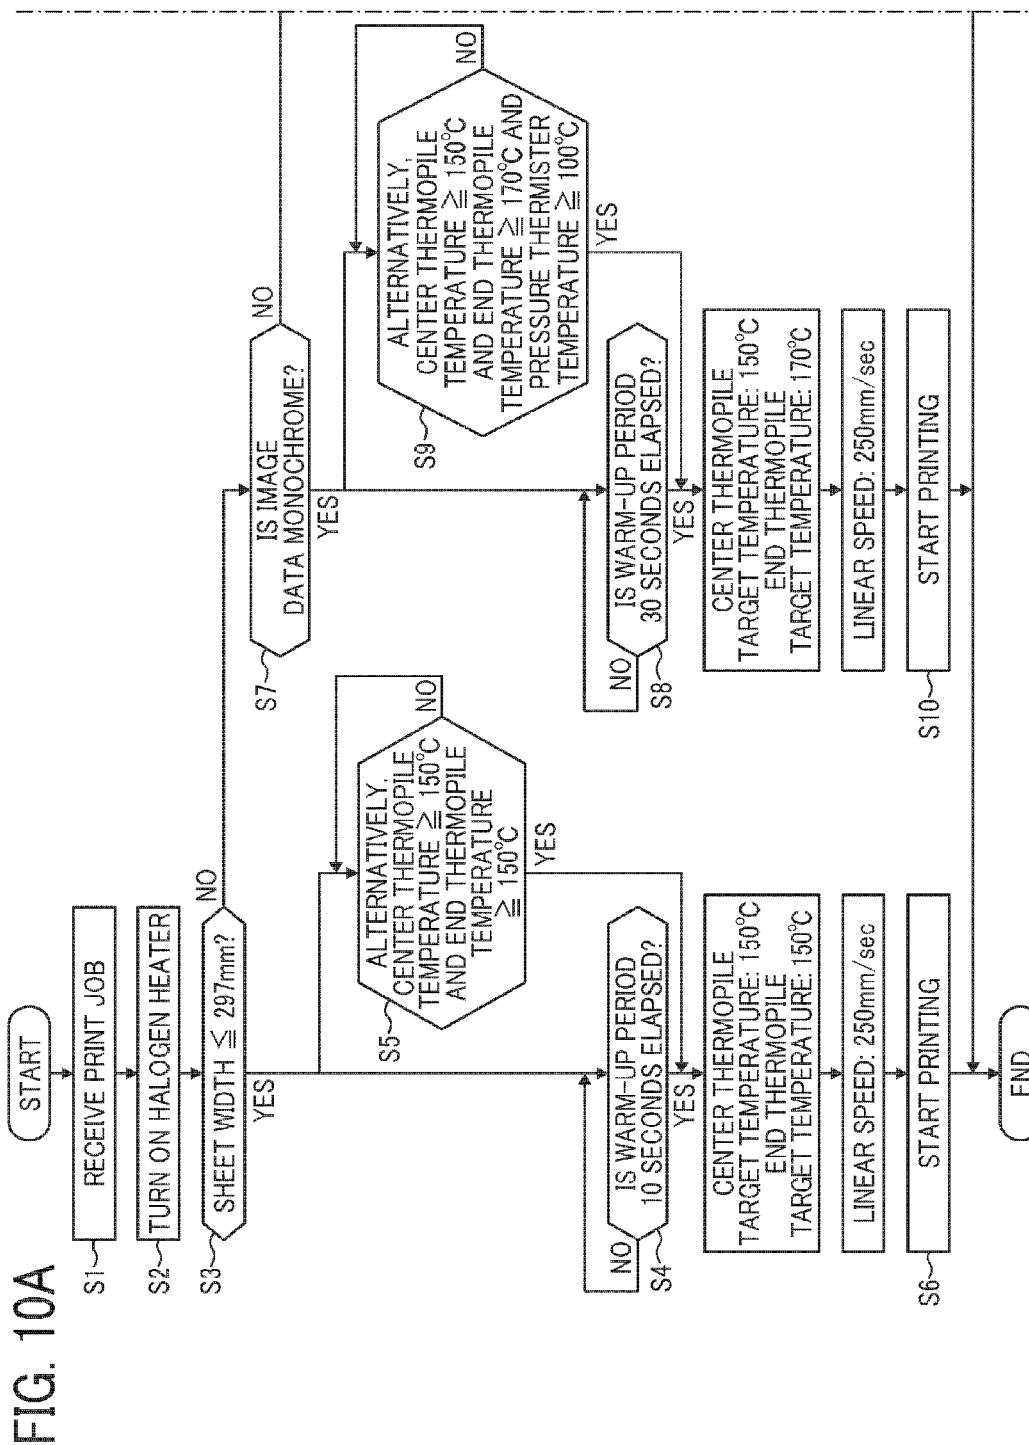 FIG. 10A
START
S1
RECEIVE PRINT JOB
S2
TURN ON HALOGEN HEATER
S3
SHEET WIDTH ≦ 297mm?
NO
YES
S5
ALTERNATIVELY,
CENTER THERMOPILE
TEMPERATURE ≧ 150°C
AND END THERMOPILE
TEMPERATURE
≧ 150°C
NO
YES
S4
IS WARM-UP PERIOD
10 SECONDS ELAPSED?
NO
YES
CENTER THERMOPILE
TARGET TEMPERATURE: 150°C
END THERMOPILE
TARGET TEMPERATURE: 150°C
LINEAR SPEED: 250mm/sec
S6
START PRINTING
END
S7
IS IMAGE
DATA MONOCHROME?
NO
YES
S9
ALTERNATIVELY,
CENTER THERMOPILE
TEMPERATURE ≧ 150°C
AND END THERMOPILE
TEMPERATURE ≧ 170°C AND
PRESSURE THERMISTER
TEMPERATURE ≧ 100°C
NO
YES
S8
IS WARM-UP PERIOD
30 SECONDS ELAPSED?
NO
YES
CENTER THERMOPILE
TARGET TEMPERATURE: 150°C
END THERMOPILE
TARGET TEMPERATURE: 170°C
LINEAR SPEED: 250mm/sec
S10
START PRINTING